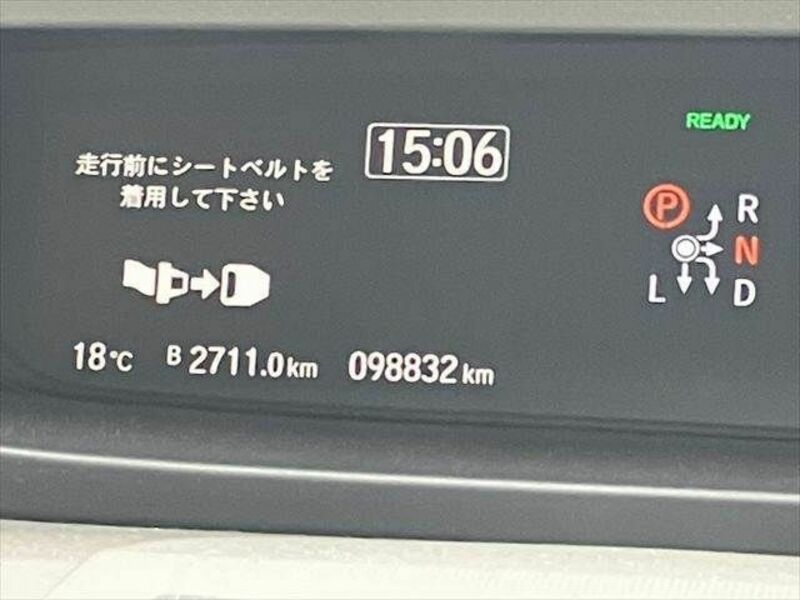 READY
15:06
走行前にシートベルトを
着用して下さい
P R
N
L D
18℃ B 2711.0km 098832km